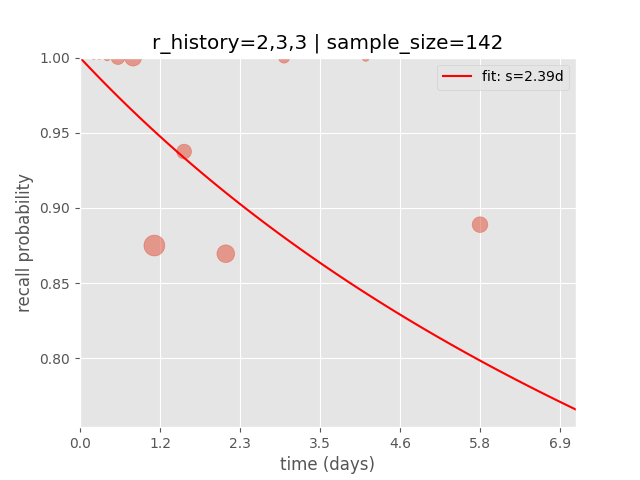 r_history=2,3,3 | sample_size=142
1.00
0.95
0.90
0.85
0.80
recall probability
fit: s=2.39d
0.0 1.2 2.3 3.5 4.6 5.8 6.9
time (days)